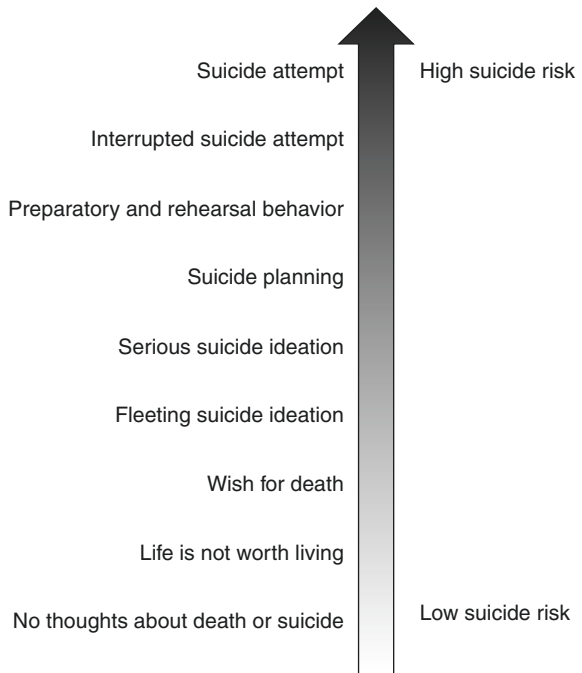 Suicide attempt
High suicide risk
Interrupted suicide attempt
Preparatory and rehearsal behavior
Suicide planning
Serious suicide ideation
Fleeting suicide ideation
Wish for death
Life is not worth living
No thoughts about death or suicide
Low suicide risk